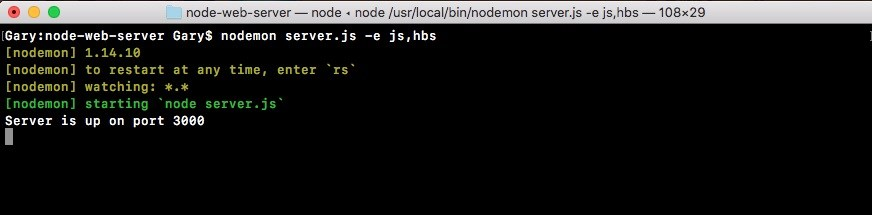 node-web-server — node ‹ node /usr/local/bin/nodemon server.js -e js,hbs — 108×29
[Gary:node-web-server Gary$ nodemon server.js -e js,hbs ]
[nodemon] 1.14.10
[nodemon] to restart at any time, enter `rs`
[nodemon] watching: *.*
[nodemon] starting `node server.js`
Server is up on port 3000